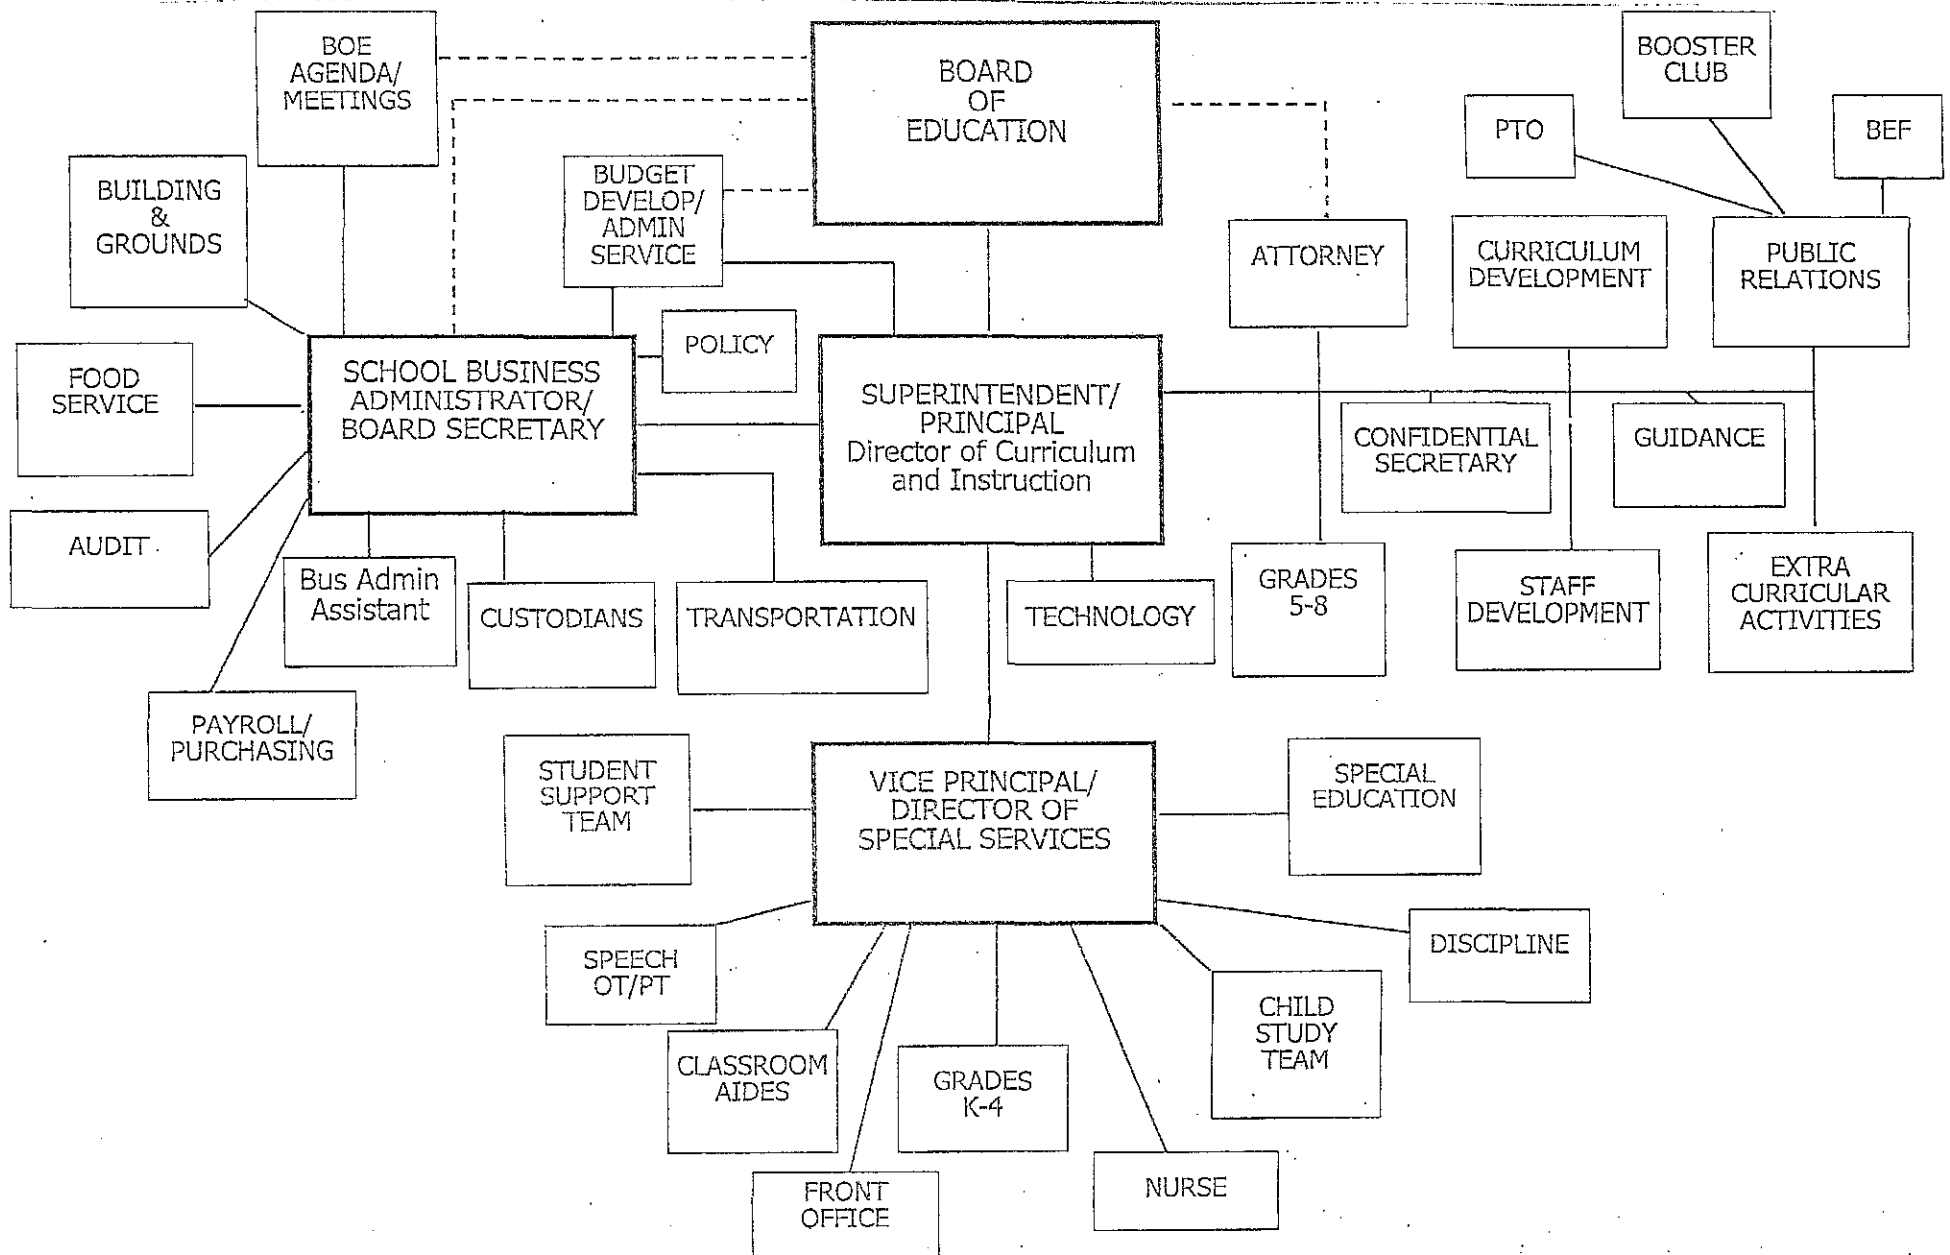 BOE
AGENDA/
MEETINGS
BOARD
OF
EDUCATION
BOOSTER
CLUB
PTO
BEF
BUILDING
&
GROUNDS
BUDGET
DEVELOP/
ADMIN
SERVICE
ATTORNEY
CURRICULUM
DEVELOPMENT
PUBLIC
RELATIONS
POLICY
FOOD
SERVICE
SCHOOL BUSINESS
ADMINISTRATOR/
BOARD SECRETARY
SUPERINTENDENT/
PRINCIPAL
Director of Curriculum
and Instruction
CONFIDENTIAL
SECRETARY
GUIDANCE
AUDIT
Bus Admin
Assistant
CUSTODIANS
TRANSPORTATION
TECHNOLOGY
GRADES
5-8
STAFF
DEVELOPMENT
EXTRA
CURRICULAR
ACTIVITIES
PAYROLL/
PURCHASING
STUDENT
SUPPORT
TEAM
VICE PRINCIPAL/
DIRECTOR OF
SPECIAL SERVICES
SPECIAL
EDUCATION
SPEECH
OT/PT
DISCIPLINE
CLASSROOM
AIDES
GRADES
K-4
CHILD
STUDY
TEAM
FRONT
OFFICE
NURSE